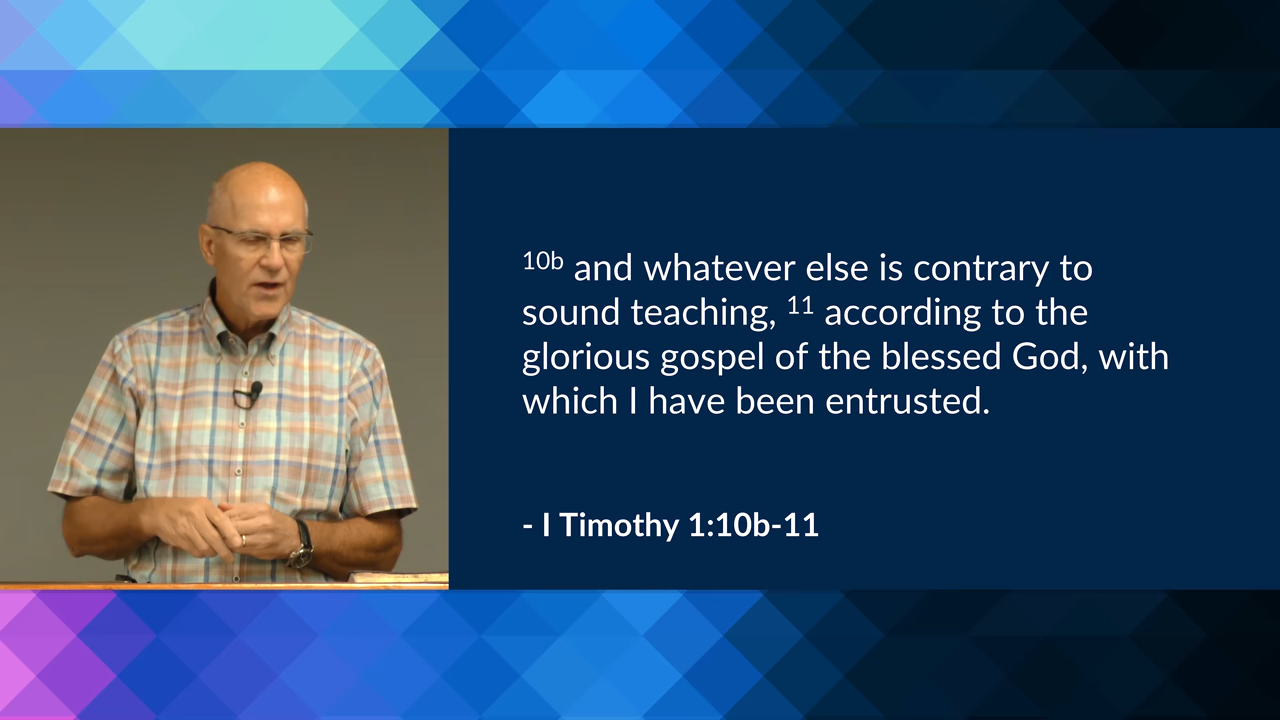 10b and whatever else is contrary to
sound teaching, 11 according to the
glorious gospel of the blessed God, with
which I have been entrusted.
- I Timothy 1:10b-11